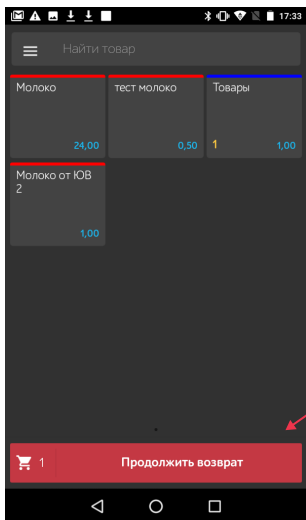 17:33
Найти товар
Молоко
тест молоко
Товары
24,00
0,50
1
1,00
Молоко от ЮВ
2
1,00
1
Продолжить возврат